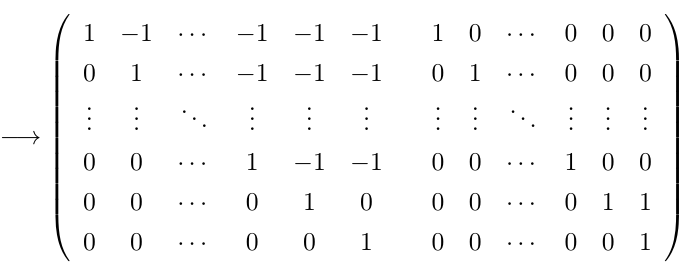 ⟶ ( 1 −1 ⋯ −1 −1 −1 1 0 ⋯ 0 0 0
0 1 ⋯ −1 −1 −1 0 1 ⋯ 0 0 0
⋮ ⋮ ⋱ ⋮ ⋮ ⋮ ⋮ ⋮ ⋱ ⋮ ⋮ ⋮
0 0 ⋯ 1 −1 −1 0 0 ⋯ 1 0 0
0 0 ⋯ 0 1 0 0 0 ⋯ 0 1 1
0 0 ⋯ 0 0 1 0 0 ⋯ 0 0 1 )